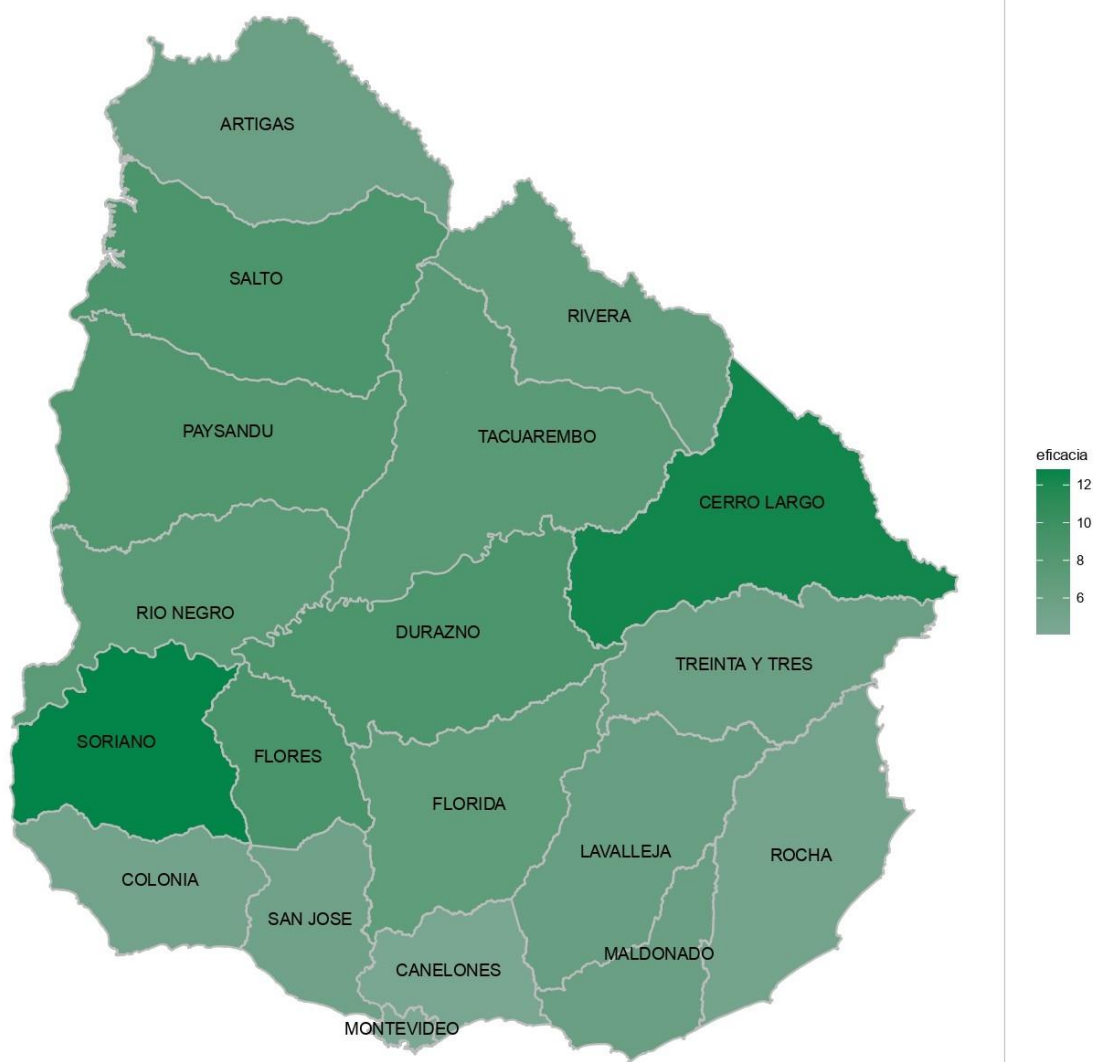 ARTIGAS
SALTO
RIVERA
PAYSANDU
TACUAREMBO
CERRO LARGO
RIO NEGRO
DURAZNO
TREINTA Y TRES
SORIANO
FLORES
FLORIDA
LAVALLEJA
ROCHA
COLONIA
SAN JOSE
MALDONADO
CANELONES
MONTEVIDEO
eficacia
12
10
8
6